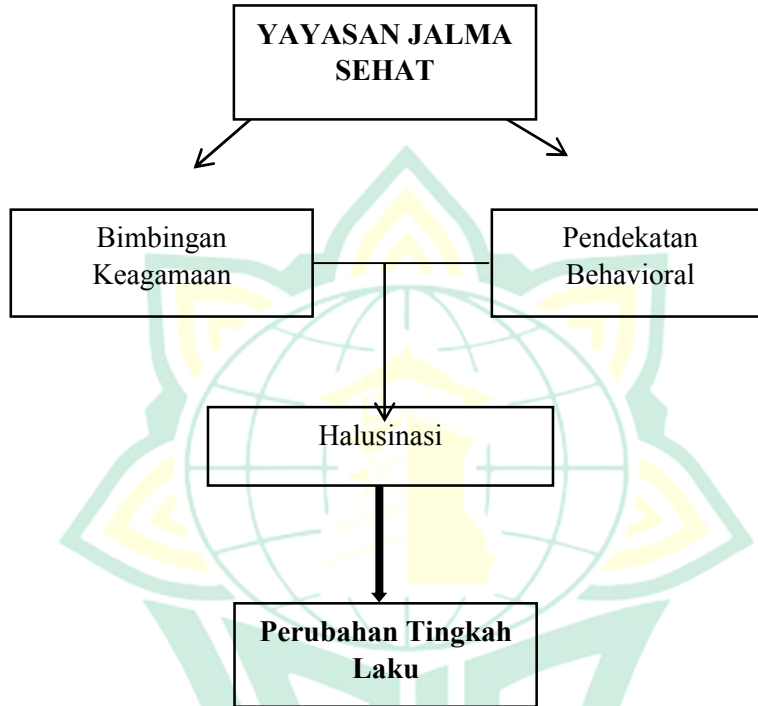 YAYASAN JALMA
SEHAT
Bimbingan
Keagamaan
Pendekatan
Behavioral
Halusinasi
Perubahan Tingkah
Laku